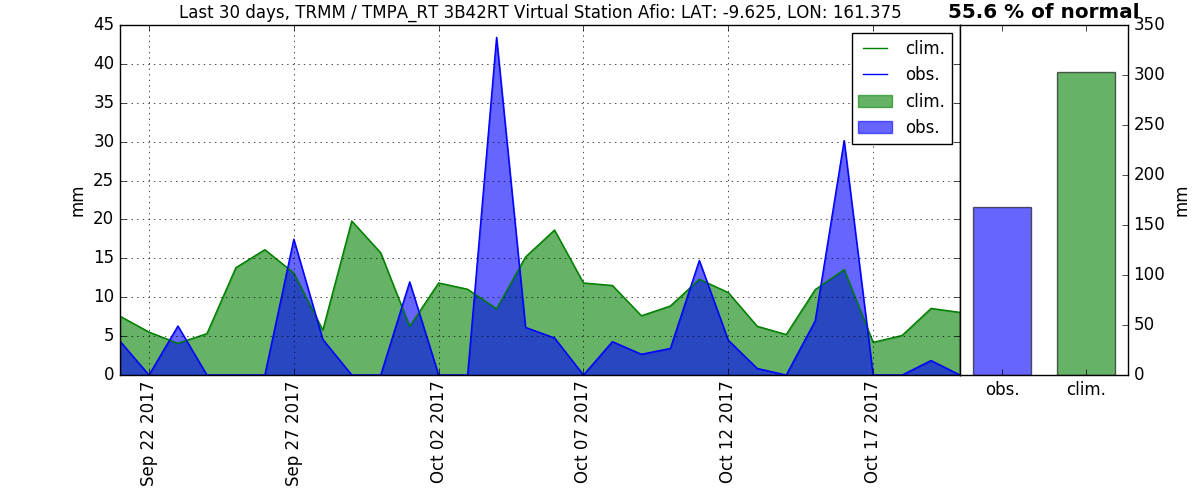 Last 30 days, TRMM / TMPA_RT 3B42RT Virtual Station Afio: LAT: -9.625, LON: 161.375
55.6 % of normal
45
40
35
30
25
20
15
10
5
0
mm
clim.
obs.
clim.
obs.
350
300
250
200
150
100
50
0
mm
Sep 22 2017
Sep 27 2017
Oct 02 2017
Oct 07 2017
Oct 12 2017
Oct 17 2017
obs.
clim.